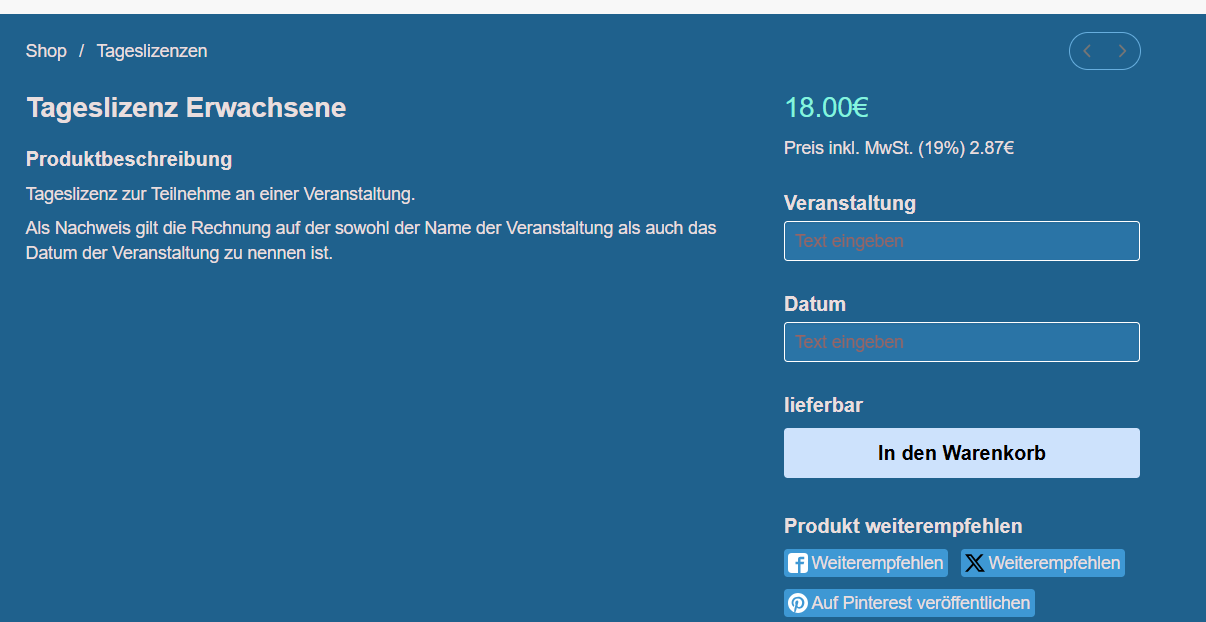 Shop / Tageslizenzen
Tageslizenz Erwachsene
Produktbeschreibung
Tageslizenz zur Teilnehme an einer Veranstaltung.
Als Nachweis gilt die Rechnung auf der sowohl der Name der Veranstaltung als auch das
Datum der Veranstaltung zu nennen ist.
18.00€
Preis inkl. MwSt. (19%) 2.87€
Veranstaltung
Text eingeben
Datum
Text eingeben
lieferbar
In den Warenkorb
Produkt weiterempfehlen
Weiterempfehlen
Weiterempfehlen
Auf Pinterest veröffentlichen